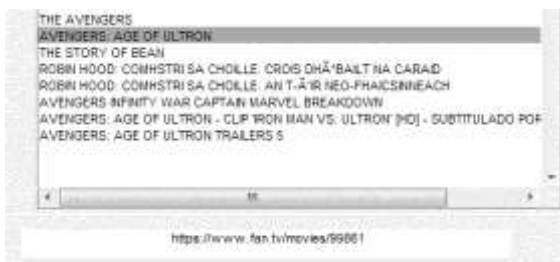 THE AVENGERS
AVENGERS: AGE OF ULTRON
THE STORY OF BEAN
ROBIN HOOD: COMHSTRI SA CHOILLE: CROIS DHÃ*BAILT NA CARAID
ROBIN HOOD: COMHSTRI SA CHOILLE: AN T-Ã'IR NEO-FHAICSINNEACH
AVENGERS INFINITY WAR CAPTAIN MARVEL BREAKDOWN
AVENGERS: AGE OF ULTRON - CLIP 'IRON MAN VS. ULTRON' [HD] - SUBTITULADO POR
AVENGERS: AGE OF ULTRON TRAILERS 5
https://www.fan.tv/movies/99861